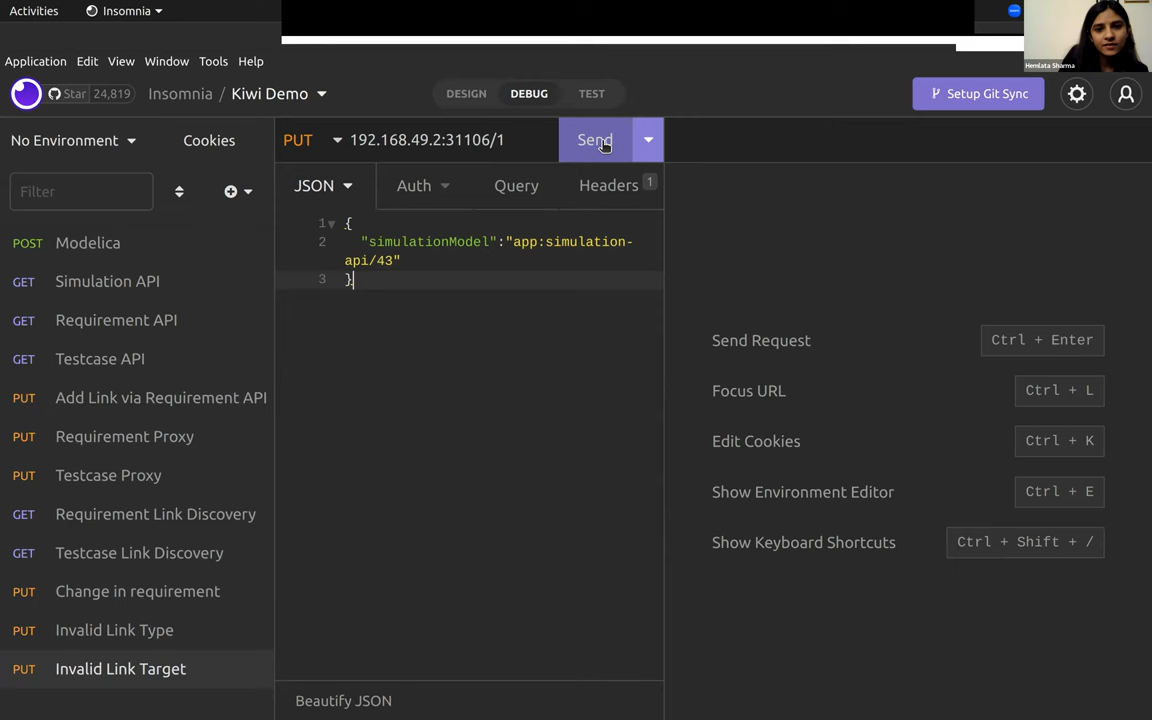 Activities
Insomnia
Hemlata Sharma
Application Edit View Window Tools Help
Star 24,819
Insomnia / Kiwi Demo
DESIGN DEBUG TEST
Setup Git Sync
No Environment
Cookies
PUT 192.168.49.2:31106/1
Send
Filter
JSON
Auth
Query
Headers 1
1 {
2 "simulationModel":"app:simulation-
api/43"
3 }
POST Modelica
GET Simulation API
GET Requirement API
GET Testcase API
PUT Add Link via Requirement API
PUT Requirement Proxy
PUT Testcase Proxy
GET Requirement Link Discovery
GET Testcase Link Discovery
PUT Change in requirement
PUT Invalid Link Type
PUT Invalid Link Target
Send Request Ctrl + Enter
Focus URL Ctrl + L
Edit Cookies Ctrl + K
Show Environment Editor Ctrl + E
Show Keyboard Shortcuts Ctrl + Shift + /
Beautify JSON